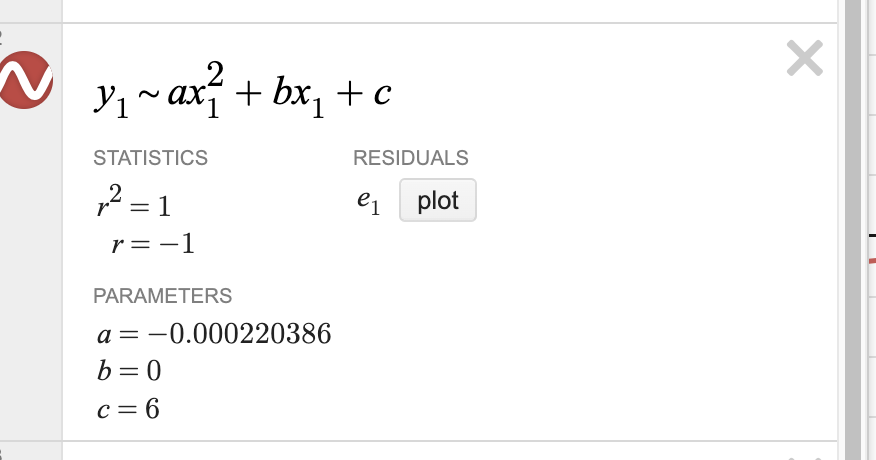 y₁ ~ ax₁² + bx₁ + c
STATISTICS
RESIDUALS
r² = 1
e₁ plot
r = −1
PARAMETERS
a = −0.000220386
b = 0
c = 6